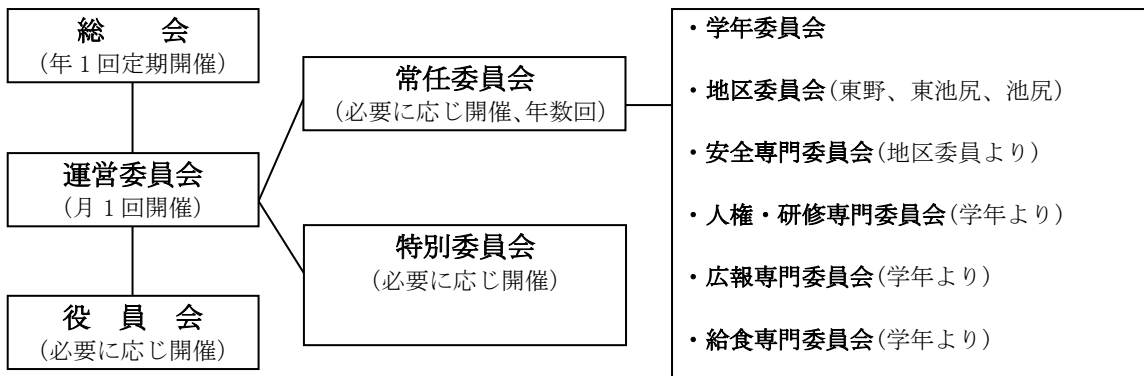 総　会
(年１回定期開催)
運営委員会
(月１回開催)
役　員　会
(必要に応じ開催)
常任委員会
(必要に応じ開催、年数回)
特別委員会
(必要に応じ開催)
・学年委員会
・地区委員会(東野、東池尻、池尻)
・安全専門委員会(地区委員より)
・人権・研修専門委員会(学年より)
・広報専門委員会(学年より)
・給食専門委員会(学年より)